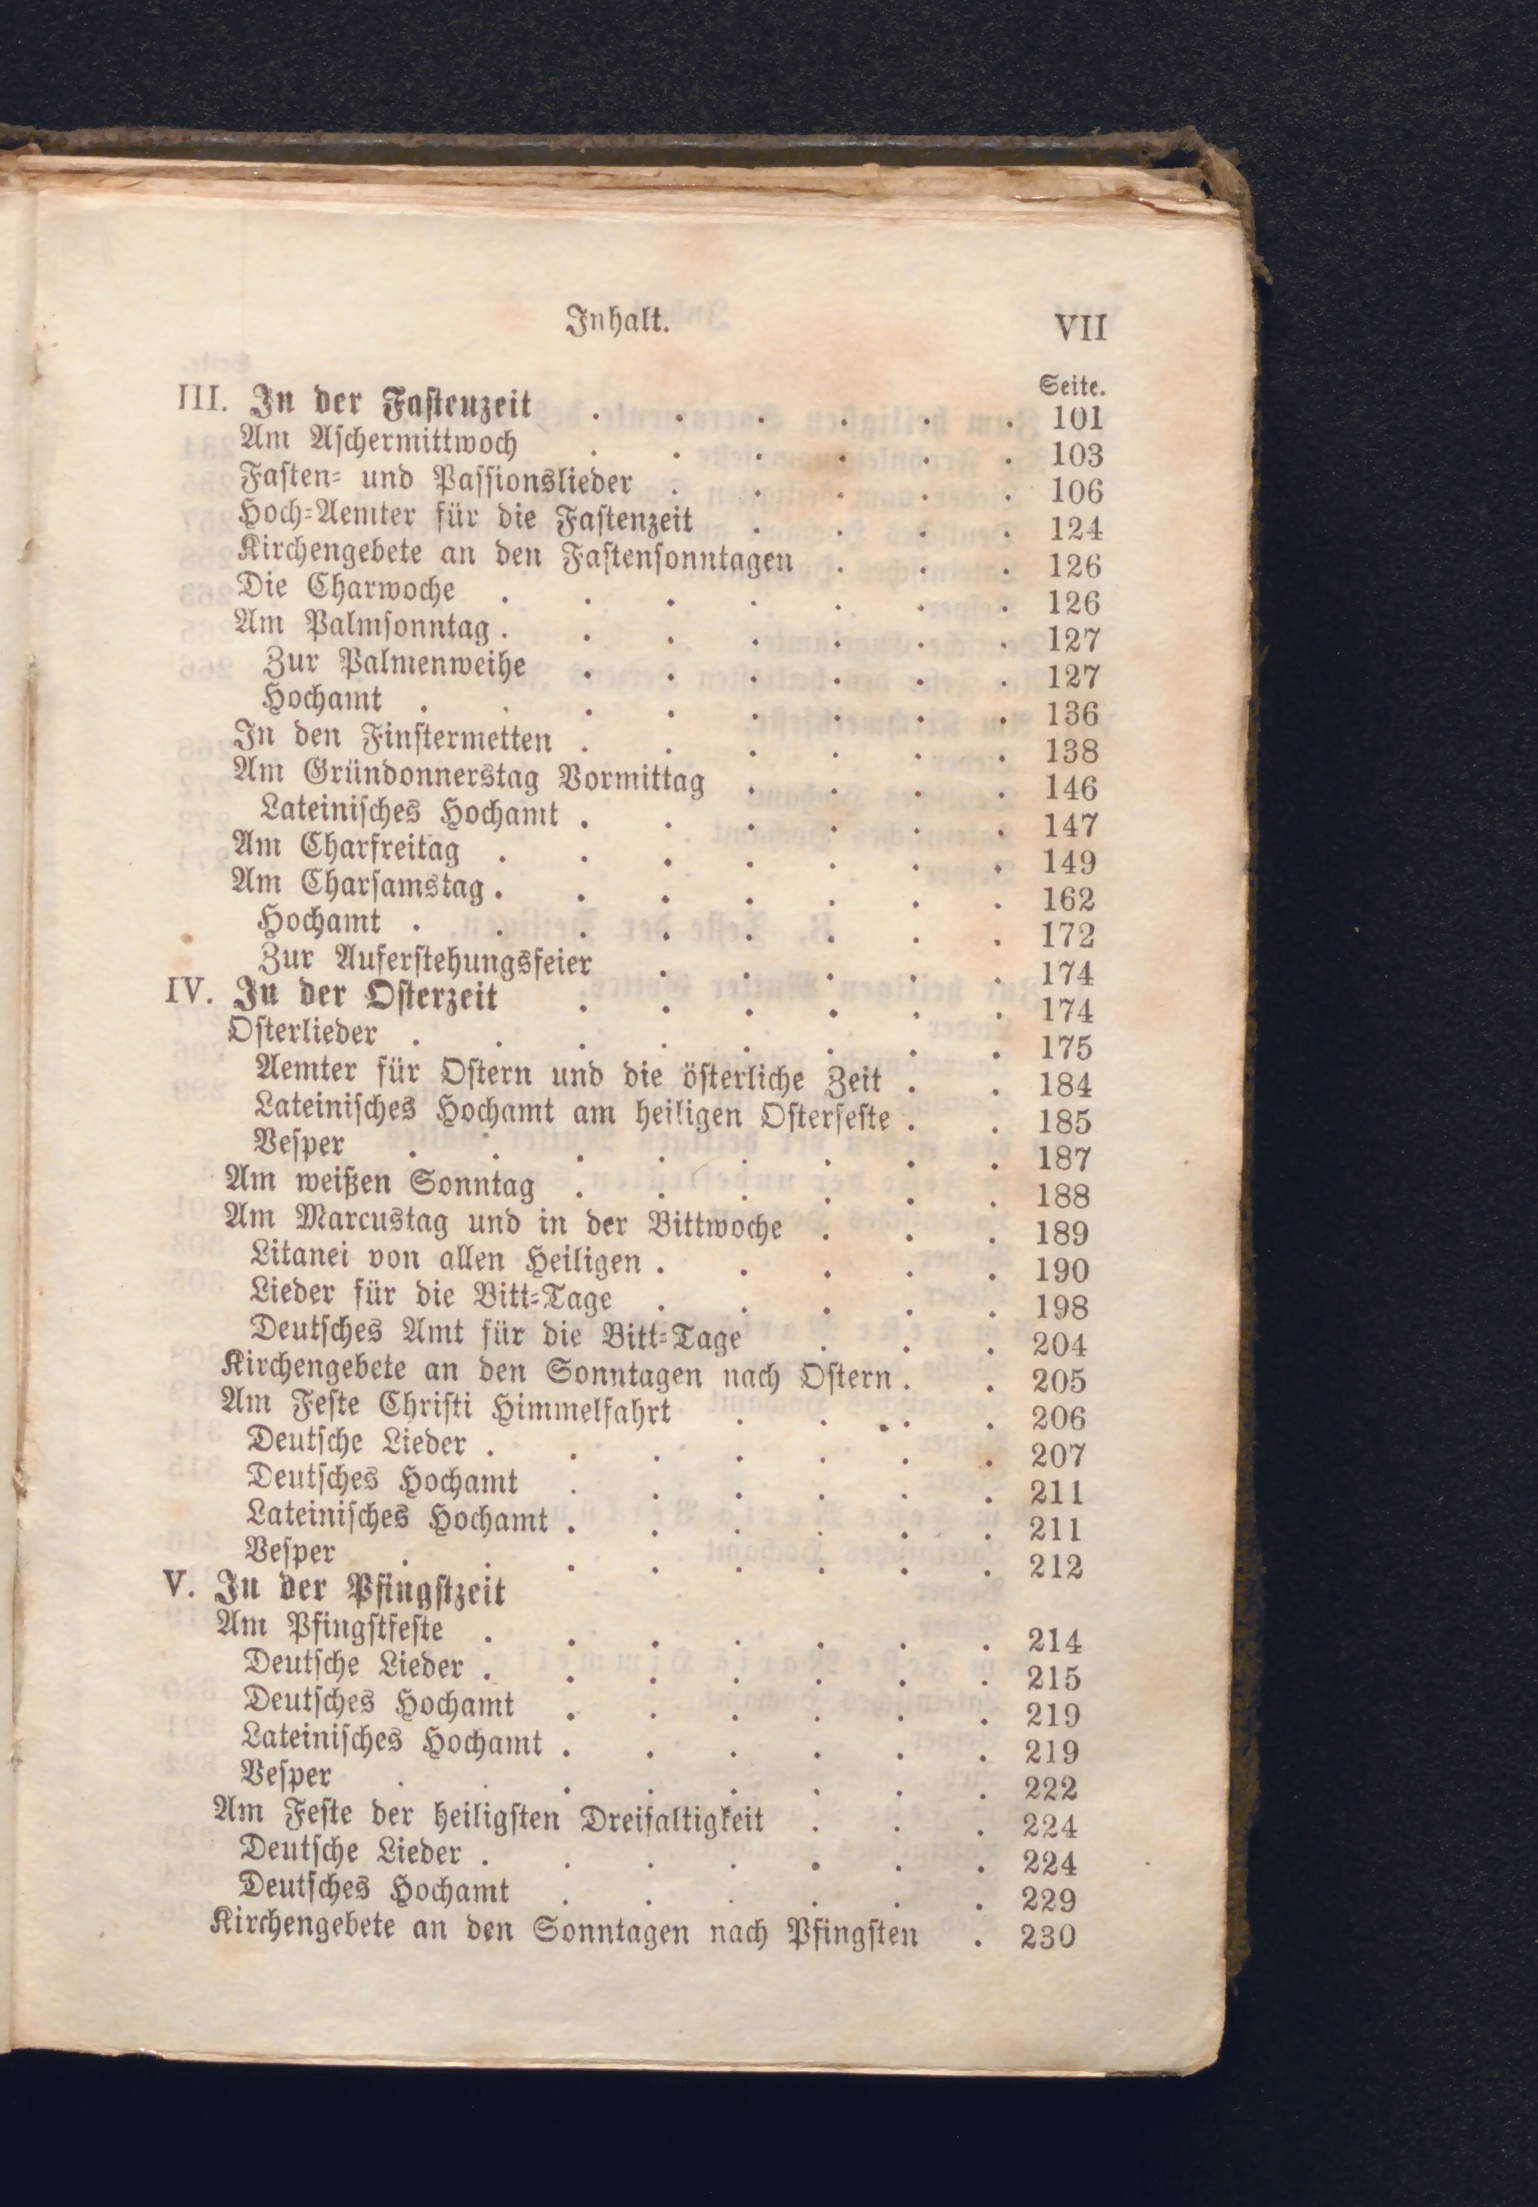 Inhalt. VII
Seite.
III. In der Fastenzeit . . . . . . 101
Am Aschermittwoch . . . . . . 103
Fasten- und Passionslieder . . . . . 106
Hoch-Aemter für die Fastenzeit . . . . 124
Kirchengebete an den Fastensonntagen . . . 126
Die Charwoche . . . . . . . 126
Am Palmsonntag . . . . . . . 127
Zur Palmenweihe . . . . . . 127
Hochamt . . . . . . . . 136
In den Finstermetten . . . . . . 138
Am Gründonnerstag Vormittag . . . . 146
Lateinisches Hochamt . . . . . . 147
Am Charfreitag . . . . . . . 149
Am Charsamstag . . . . . . . 162
Hochamt . . . . . . . . 172
Zur Auferstehungsfeier . . . . . 174
IV. In der Osterzeit . . . . . . 174
Osterlieder . . . . . . . . 175
Aemter für Ostern und die österliche Zeit . . 184
Lateinisches Hochamt am heiligen Osterfeste . . 185
Vesper . . . . . . . . 187
Am weißen Sonntag . . . . . . 188
Am Marcustag und in der Bittwoche . . . 189
Litanei von allen Heiligen . . . . . 190
Lieder für die Bitt-Tage . . . . . 198
Deutsches Amt für die Bitt-Tage . . . 204
Kirchengebete an den Sonntagen nach Ostern . . 205
Am Feste Christi Himmelfahrt . . . . . 206
Deutsche Lieder . . . . . . . 207
Deutsches Hochamt . . . . . . 211
Lateinisches Hochamt . . . . . . 211
Vesper . . . . . . . . 212
V. In der Pfingstzeit
Am Pfingstfeste . . . . . . . 214
Deutsche Lieder . . . . . . . 215
Deutsches Hochamt . . . . . . 219
Lateinisches Hochamt . . . . . . 219
Vesper . . . . . . . . 222
Am Feste der heiligsten Dreifaltigkeit . . . 224
Deutsche Lieder . . . . . . . 224
Deutsches Hochamt . . . . . . 229
Kirchengebete an den Sonntagen nach Pfingsten . 230